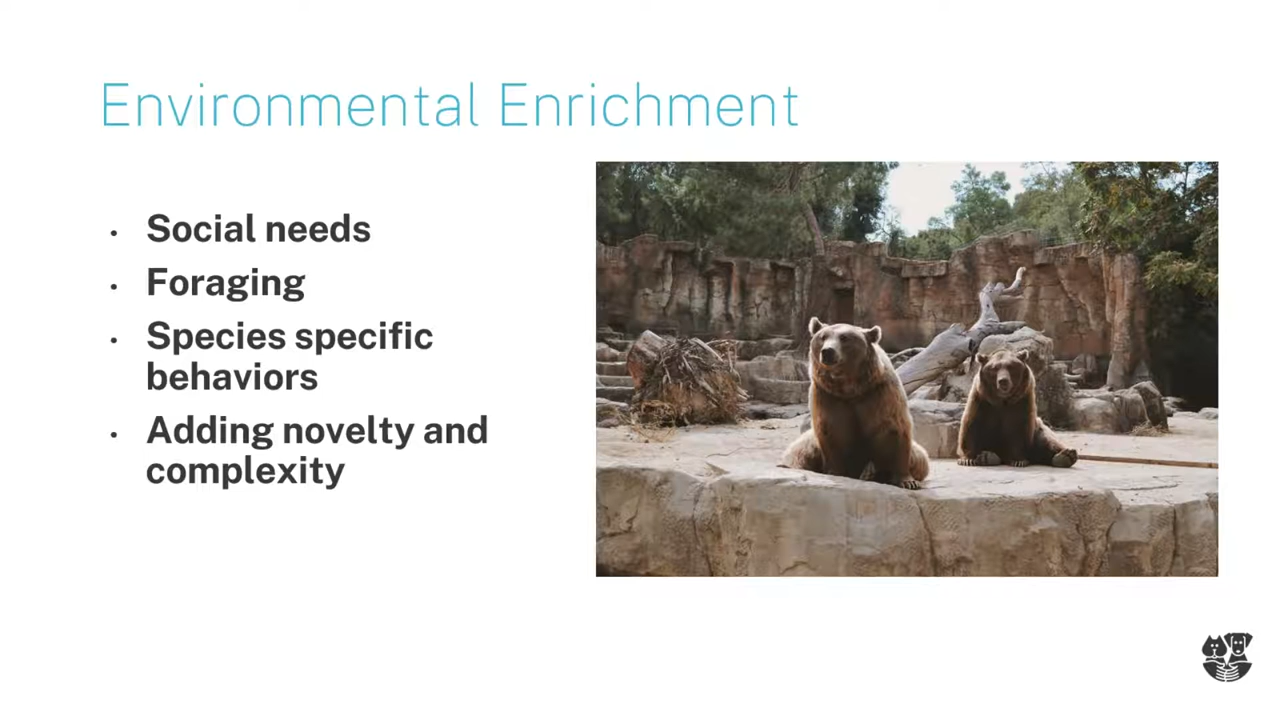 Environmental Enrichment
• Social needs
• Foraging
• Species specific
behaviors
• Adding novelty and
complexity